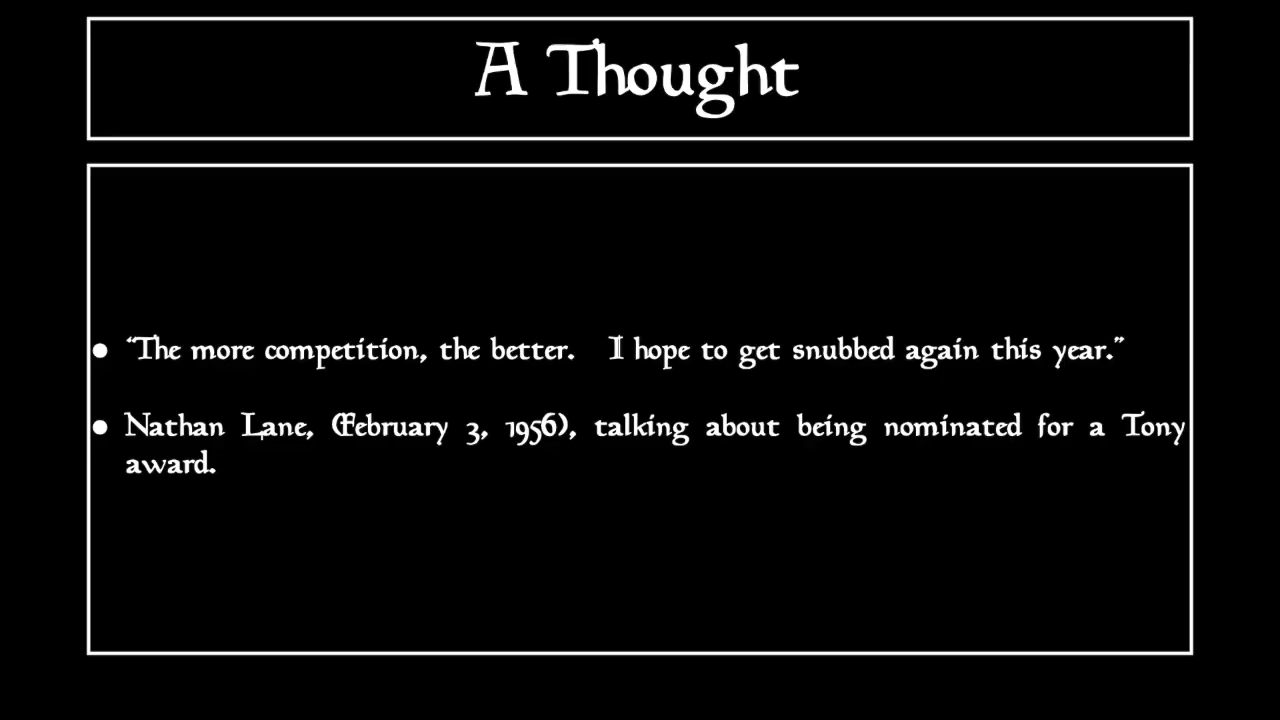 A Thought
• “The more competition, the better. I hope to get snubbed again this year.”
• Nathan Lane, (February 3, 1956), talking about being nominated for a Tony
award.